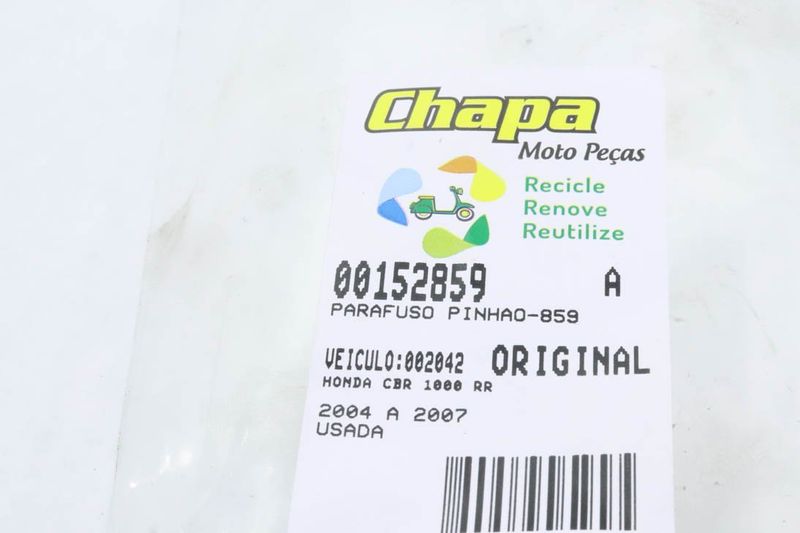 Chapa
Moto Peças
Recicle
Renove
Reutilize
00152859 A
PARAFUSO PINHAO-859
VEICULO:002042 ORIGINAL
HONDA CBR 1000 RR
2004 A 2007
USADA